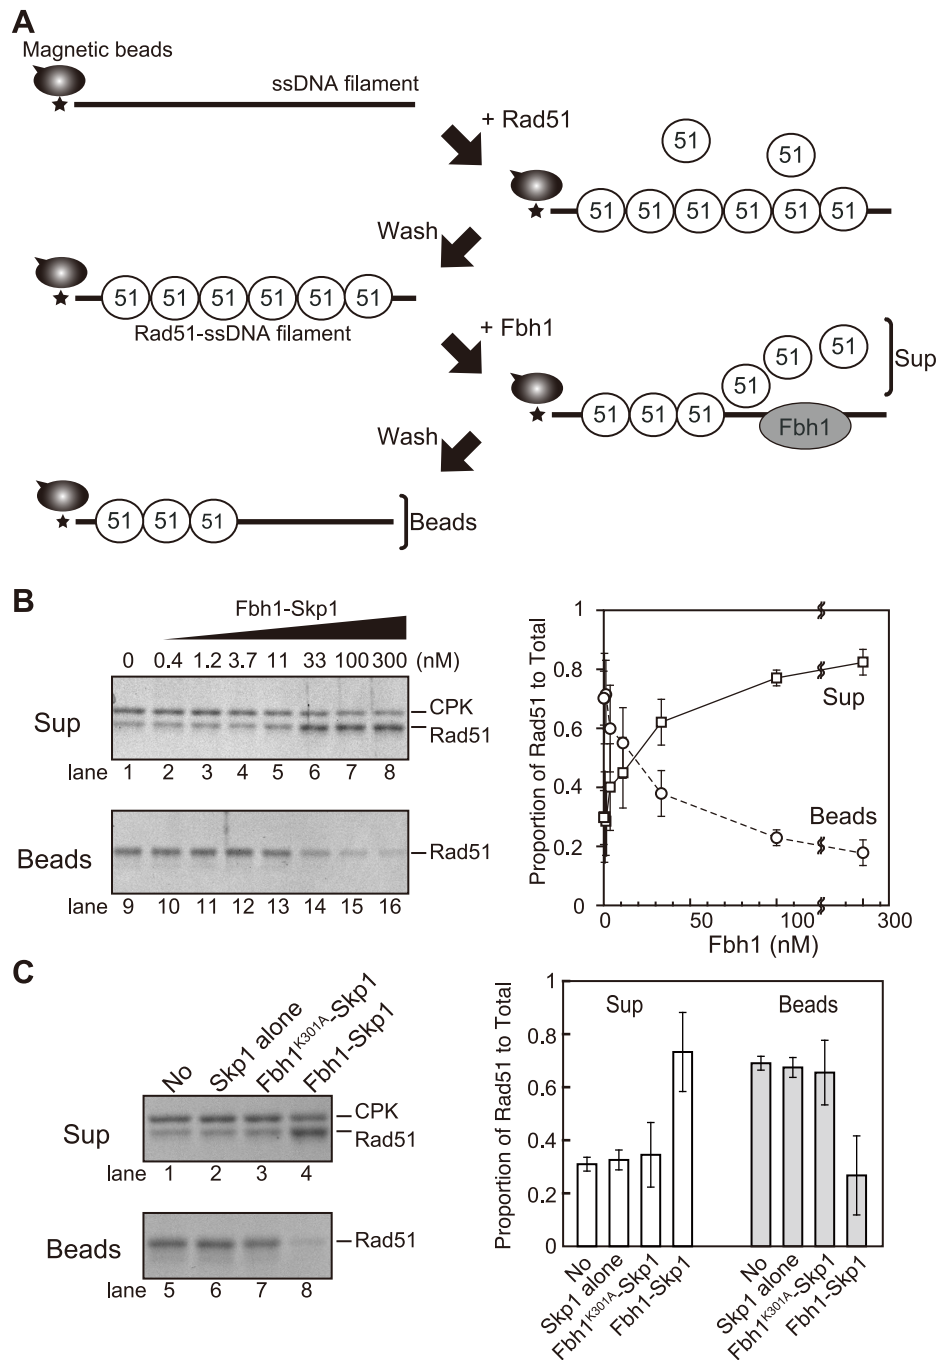 A
Magnetic beads
ssDNA filament
+ Rad51
51 51
51 51 51 51 51 51
Wash
51 51 51 51 51 51
Rad51-ssDNA filament
+ Fbh1
51 51 51
Sup
51 51 51
Fbh1
Wash
51 51 51
Beads
B
Fbh1-Skp1
0 0.4 1.2 3.7 11 33 100 300 (nM)
Sup
CPK
Rad51
lane 1 2 3 4 5 6 7 8
Beads
Rad51
lane 9 10 11 12 13 14 15 16
Proportion of Rad51 to Total
1
0.8
0.6
0.4
0.2
0
Sup
Beads
0 50 100 300
Fbh1 (nM)
C
No
Skp1 alone
Fbh1K301A-Skp1
Fbh1-Skp1
Sup
CPK
Rad51
lane 1 2 3 4
Beads
Rad51
lane 5 6 7 8
Proportion of Rad51 to Total
1
0.8
0.6
0.4
0.2
0
Sup
Beads
No
Skp1 alone
Fbh1K301A-Skp1
Fbh1-Skp1
No
Skp1 alone
Fbh1K301A-Skp1
Fbh1-Skp1